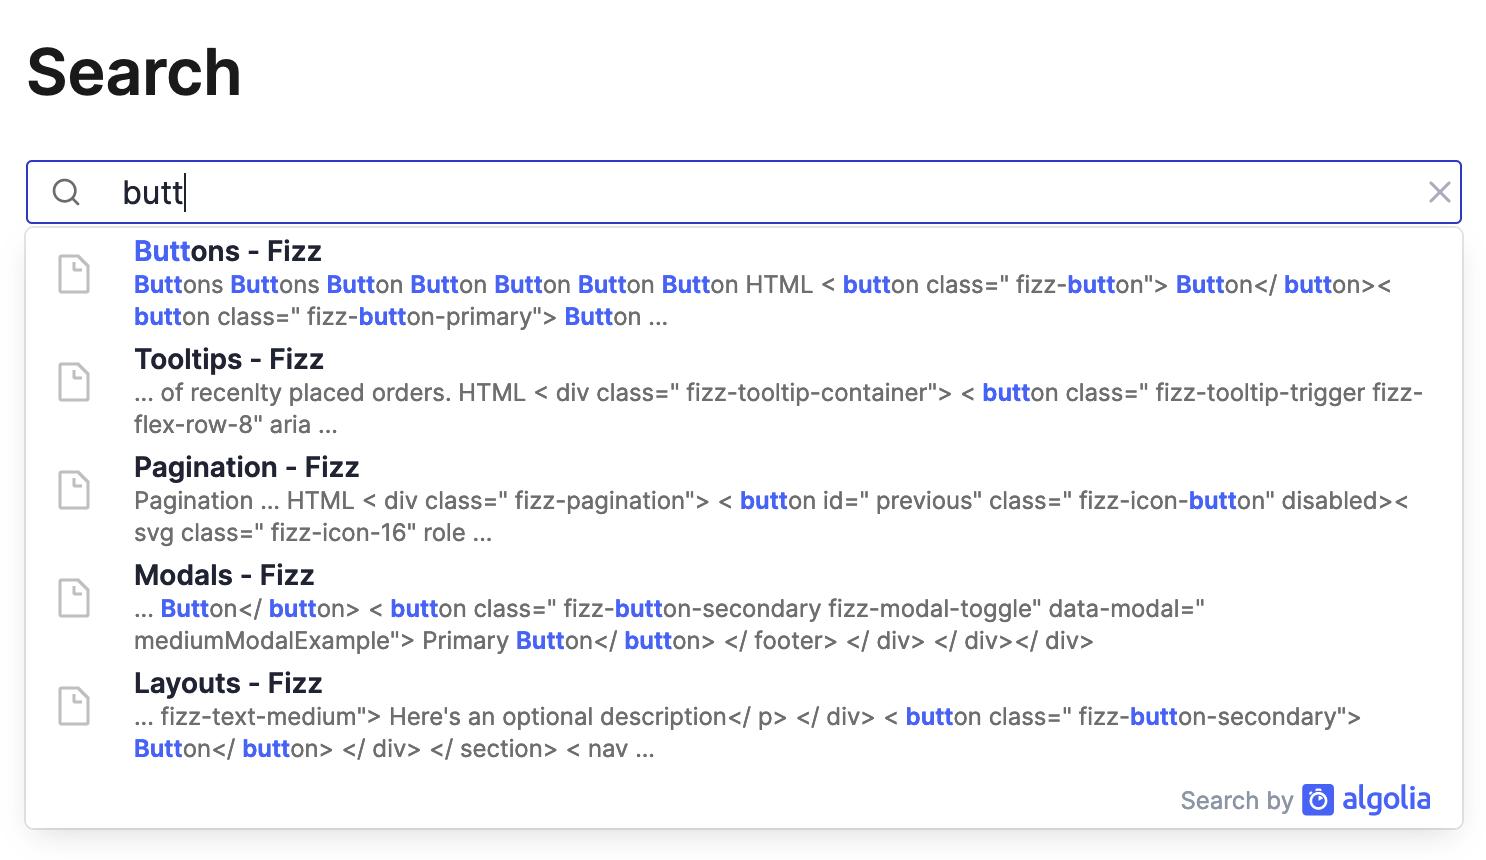 Search
butt
Buttons - Fizz
Buttons Buttons Button Button Button Button Button HTML < button class=" fizz-button"> Button</ button><
button class=" fizz-button-primary"> Button ...
Tooltips - Fizz
... of recenlty placed orders. HTML < div class=" fizz-tooltip-container"> < button class=" fizz-tooltip-trigger fizz-
flex-row-8" aria ...
Pagination - Fizz
Pagination ... HTML < div class=" fizz-pagination"> < button id=" previous" class=" fizz-icon-button" disabled><
svg class=" fizz-icon-16" role ...
Modals - Fizz
... Button</ button> < button class=" fizz-button-secondary fizz-modal-toggle" data-modal="
mediumModalExample"> Primary Button</ button> </ footer> </ div> </ div></ div>
Layouts - Fizz
... fizz-text-medium"> Here's an optional description</ p> </ div> < button class=" fizz-button-secondary">
Button</ button> </ div> </ section> < nav ...
Search by algolia